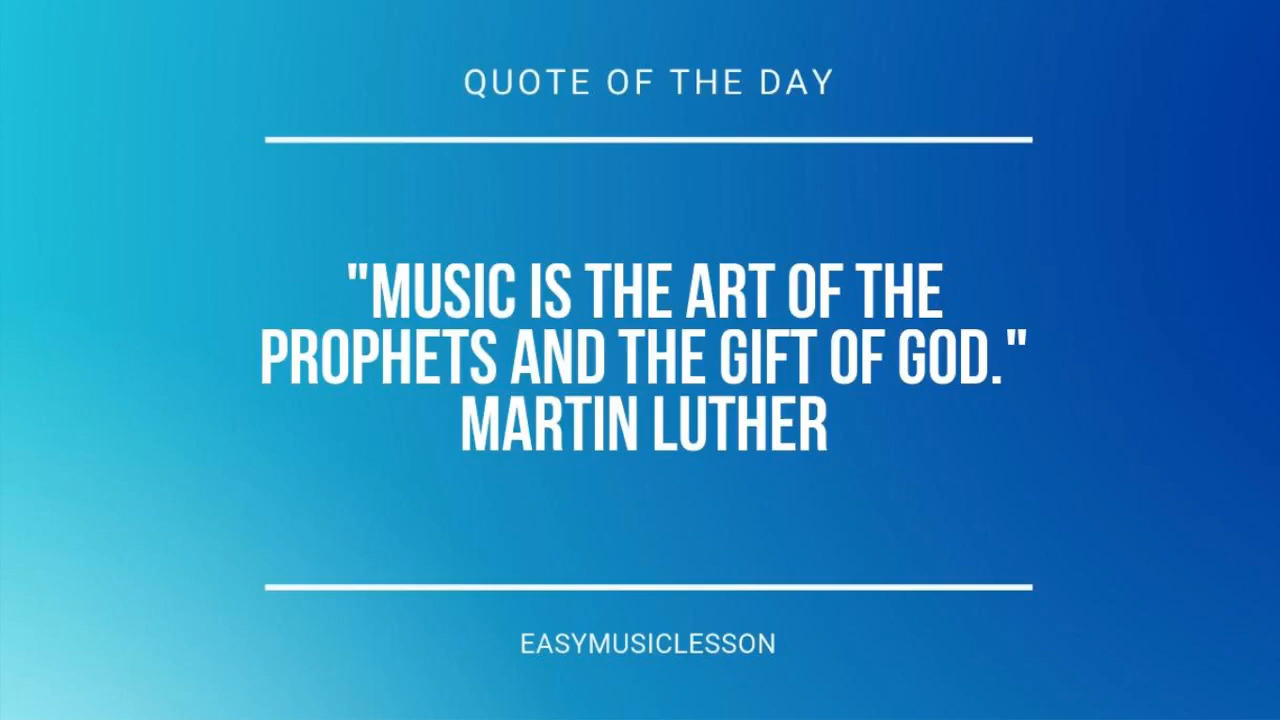 QUOTE OF THE DAY
"MUSIC IS THE ART OF THE
PROPHETS AND THE GIFT OF GOD."
MARTIN LUTHER
EASYMUSICLESSON